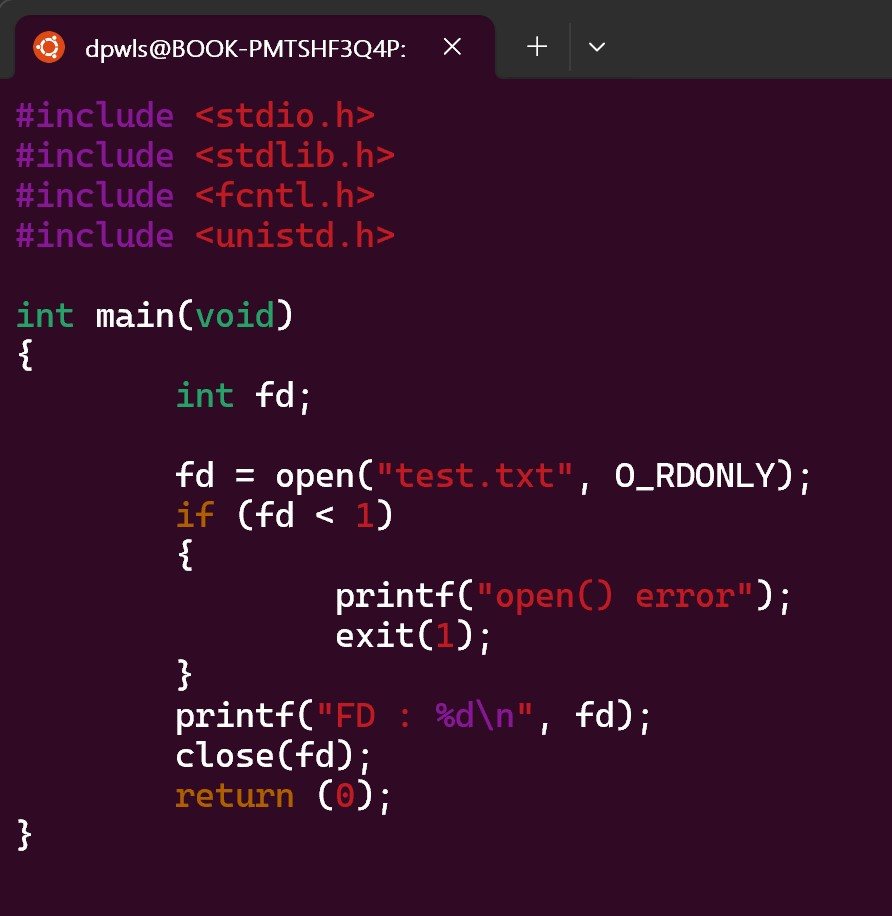 dpwls@BOOK-PMTSHF3Q4P:
#include <stdio.h>
#include <stdlib.h>
#include <fcntl.h>
#include <unistd.h>
int main(void)
{
int fd;
fd = open("test.txt", O_RDONLY);
if (fd < 1)
{
printf("open() error");
exit(1);
}
printf("FD : %d\n", fd);
close(fd);
return (0);
}